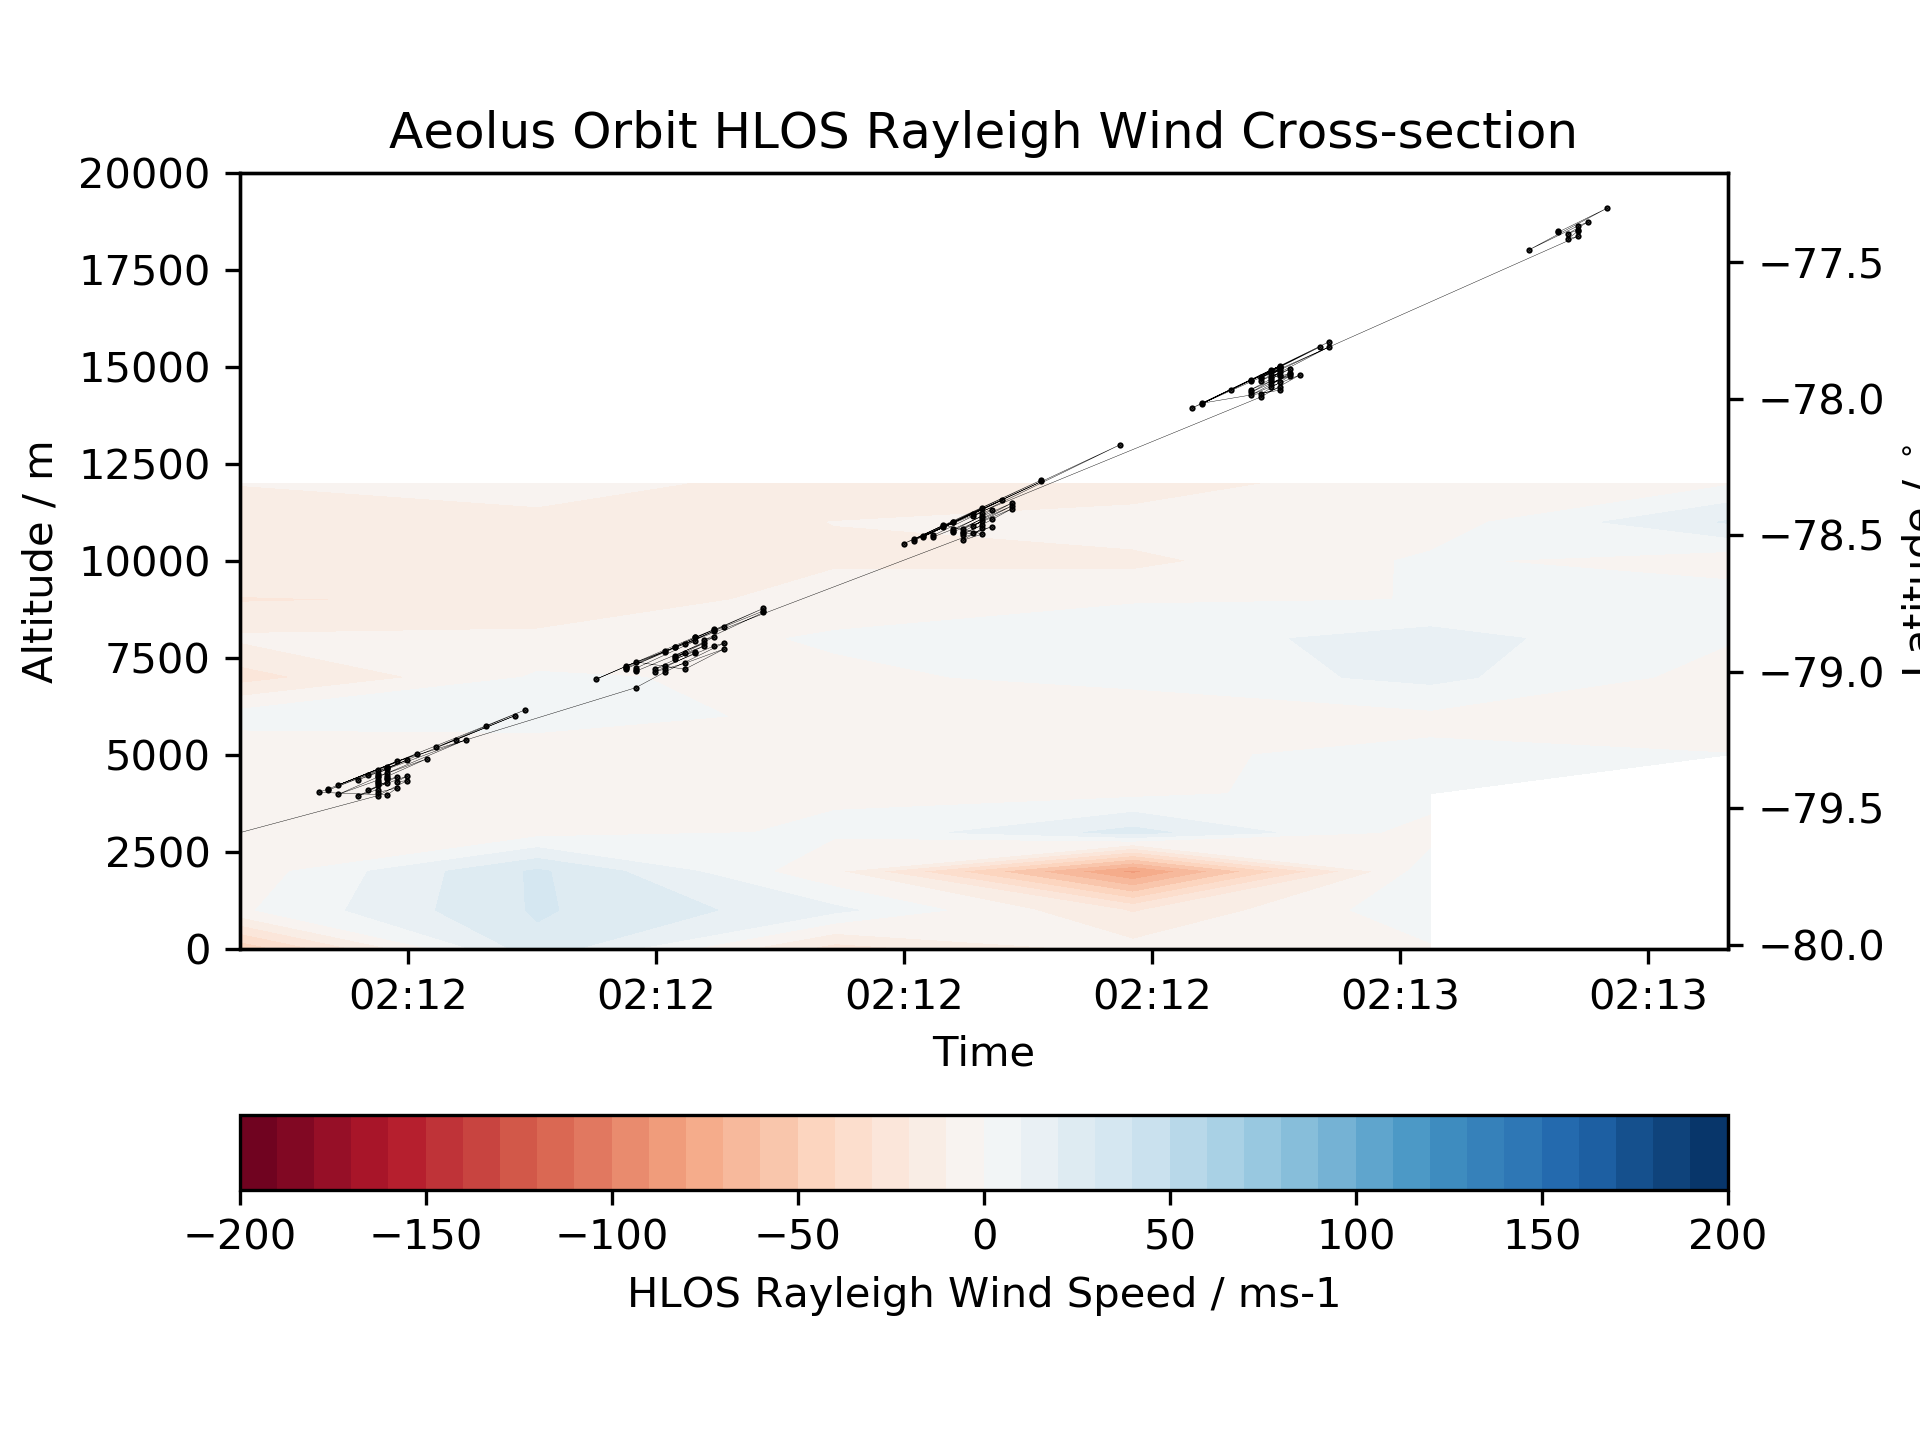 Aeolus Orbit HLOS Rayleigh Wind Cross-section
20000
17500
15000
12500
10000
7500
5000
2500
0
Altitude / m
−77.5
−78.0
−78.5
−79.0
−79.5
−80.0
Latitude / °
02:12 02:12 02:12 02:12 02:13 02:13
Time
−200 −150 −100 −50 0 50 100 150 200
HLOS Rayleigh Wind Speed / ms-1